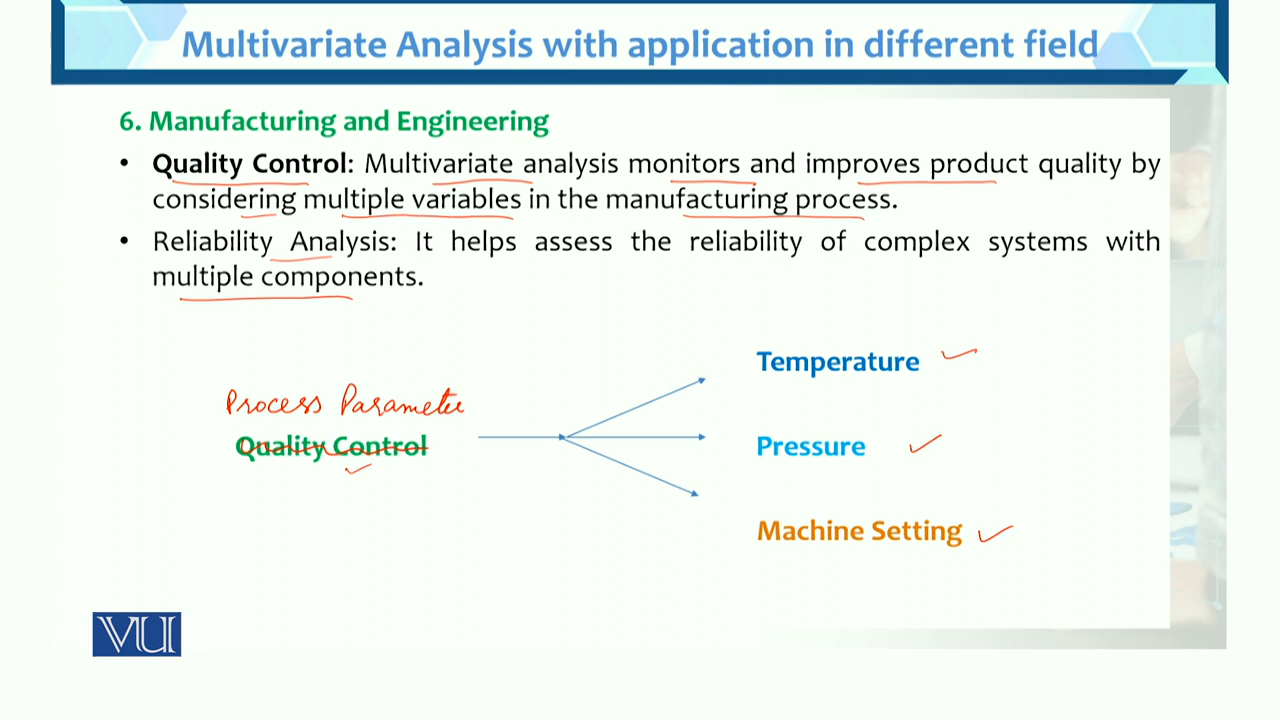 Multivariate Analysis with application in different field
6. Manufacturing and Engineering
• Quality Control: Multivariate analysis monitors and improves product quality by
considering multiple variables in the manufacturing process.
• Reliability Analysis: It helps assess the reliability of complex systems with
multiple components.
Temperature
Process Parameter
Quality Control
Pressure
Machine Setting
VU